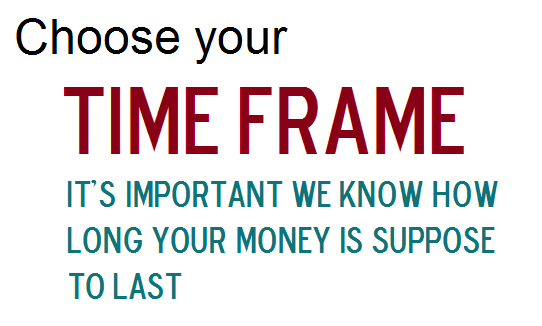 Choose your
TIME FRAME
IT'S IMPORTANT WE KNOW HOW
LONG YOUR MONEY IS SUPPOSE
TO LAST